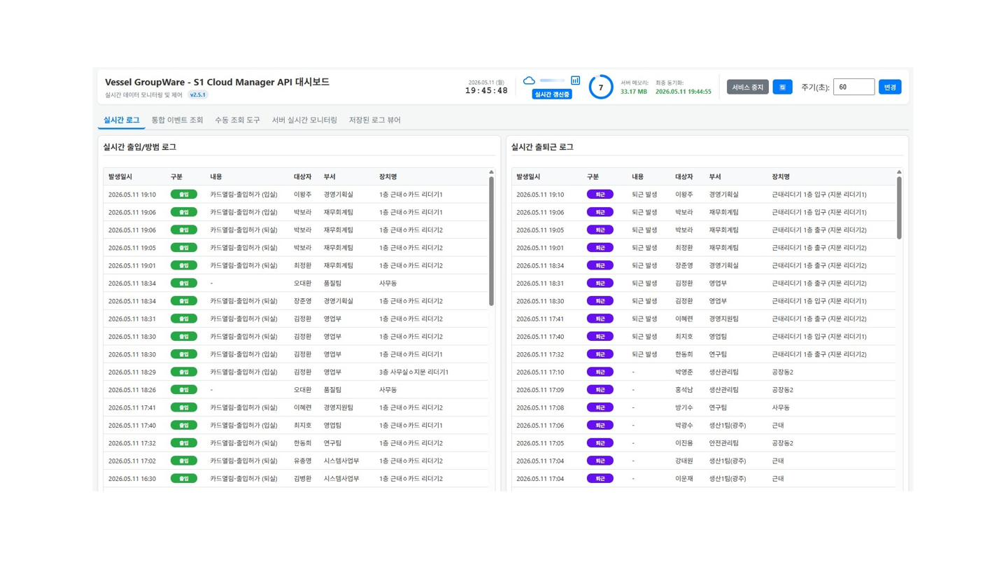 Vessel GroupWare - S1 Cloud Manager API 대시보드
실시간 데이터 모니터링 및 제어 v2.5.1
2026.05.11 (월)
19:45:48
실시간 갱신중
7
서버 메모리: 최종 동기화:
33.17 MB 2026.05.11 19:44:55
서비스 중지
주기(초): 60 변경
실시간 로그 통합 이벤트 조회 수동 조회 도구 서버 실시간 모니터링 저장된 로그 뷰어
실시간 출입/방범 로그
발생일시 구분 내용 대상자 부서 장치명
2026.05.11 19:10 출입 카드열림-출입허가 (입실) 이왕주 경영기획실 1층 근태ㅇ카드 리더기1
2026.05.11 19:06 출입 카드열림-출입허가 (입실) 박보라 재무회계팀 1층 근태ㅇ카드 리더기1
2026.05.11 19:06 출입 카드열림-출입허가 (퇴실) 박보라 재무회계팀 1층 근태ㅇ카드 리더기2
2026.05.11 19:05 출입 카드열림-출입허가 (퇴실) 박보라 재무회계팀 1층 근태ㅇ카드 리더기2
2026.05.11 19:01 출입 카드열림-출입허가 (퇴실) 최정환 재무회계팀 1층 근태ㅇ카드 리더기2
2026.05.11 18:34 출입 - 오대환 품질팀 사무동
2026.05.11 18:34 출입 카드열림-출입허가 (퇴실) 장준영 경영기획실 1층 근태ㅇ카드 리더기2
2026.05.11 18:31 출입 카드열림-출입허가 (퇴실) 김정환 영업부 1층 근태ㅇ카드 리더기2
2026.05.11 18:30 출입 카드열림-출입허가 (퇴실) 김정환 영업부 1층 근태ㅇ카드 리더기2
2026.05.11 18:30 출입 카드열림-출입허가 (입실) 김정환 영업부 1층 근태ㅇ카드 리더기1
2026.05.11 18:29 출입 카드열림-출입허가 (입실) 김정환 영업부 3층 사무실ㅇ지문 리더기1
2026.05.11 18:26 출입 - 오대환 품질팀 사무동
2026.05.11 17:41 출입 카드열림-출입허가 (퇴실) 이혜련 경영지원팀 1층 근태ㅇ카드 리더기2
2026.05.11 17:40 출입 카드열림-출입허가 (입실) 최지호 영업팀 1층 근태ㅇ카드 리더기1
2026.05.11 17:32 출입 카드열림-출입허가 (퇴실) 한동희 연구팀 1층 근태ㅇ카드 리더기2
2026.05.11 17:02 출입 카드열림-출입허가 (퇴실) 유종명 시스템사업부 1층 근태ㅇ카드 리더기2
2026.05.11 16:30 출입 카드열림-출입허가 (퇴실) 김병환 시스템사업부 1층 근태ㅇ카드 리더기2
실시간 출퇴근 로그
발생일시 구분 내용 대상자 부서 장치명
2026.05.11 19:10 퇴근 퇴근 발생 이왕주 경영기획실 근태리더기 1층 입구 (지문 리더기1)
2026.05.11 19:06 퇴근 퇴근 발생 박보라 재무회계팀 근태리더기 1층 입구 (지문 리더기1)
2026.05.11 19:05 퇴근 퇴근 발생 박보라 재무회계팀 근태리더기 1층 출구 (지문 리더기2)
2026.05.11 19:01 퇴근 퇴근 발생 최정환 재무회계팀 근태리더기 1층 출구 (지문 리더기2)
2026.05.11 18:34 퇴근 퇴근 발생 장준영 경영기획실 근태리더기 1층 출구 (지문 리더기2)
2026.05.11 18:31 퇴근 퇴근 발생 김정환 영업부 근태리더기 1층 출구 (지문 리더기2)
2026.05.11 18:30 퇴근 퇴근 발생 김정환 영업부 근태리더기 1층 입구 (지문 리더기1)
2026.05.11 17:41 퇴근 퇴근 발생 이혜련 경영지원팀 근태리더기 1층 출구 (지문 리더기2)
2026.05.11 17:40 퇴근 퇴근 발생 최지호 영업팀 근태리더기 1층 입구 (지문 리더기1)
2026.05.11 17:32 퇴근 퇴근 발생 한동희 연구팀 근태리더기 1층 출구 (지문 리더기2)
2026.05.11 17:10 퇴근 - 박영준 생산관리팀 공장동2
2026.05.11 17:09 퇴근 - 홍석남 생산관리팀 공장동2
2026.05.11 17:08 퇴근 - 방기수 연구팀 사무동
2026.05.11 17:06 퇴근 - 박광수 생산1팀(광주) 근태
2026.05.11 17:05 퇴근 - 이진용 안전관리팀 공장동2
2026.05.11 17:04 퇴근 - 강태원 생산1팀(광주) 근태
2026.05.11 17:04 퇴근 - 이운재 생산1팀(광주) 근태